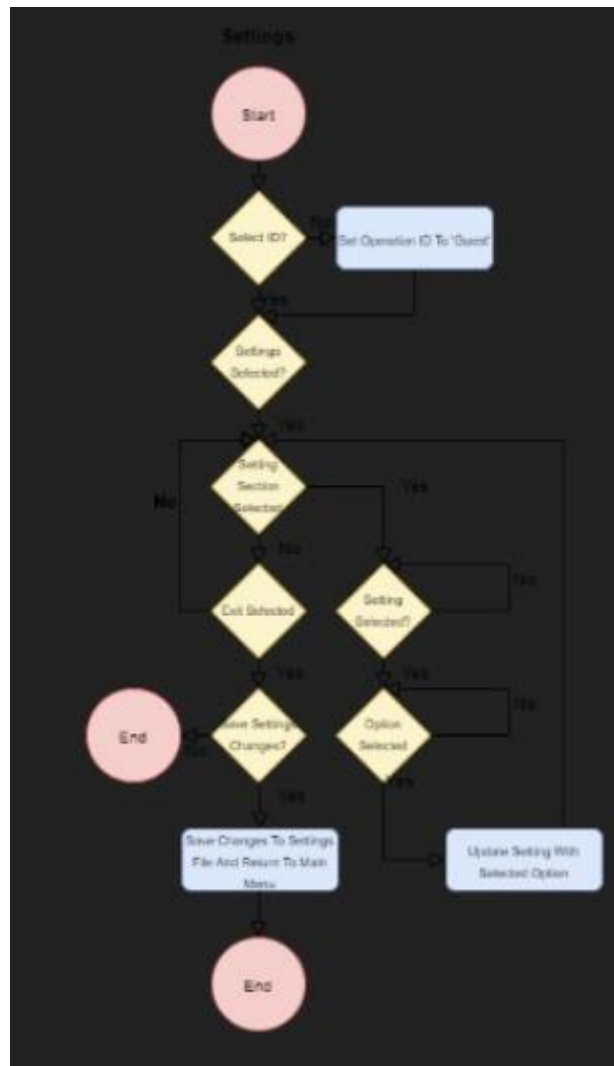 Settings
Start
Select ID?
No
Set Operation ID To 'Guest'
Yes
Settings
Selected?
Yes
Setting
Section
Selected
Yes
No
No
Exit Selected
Setting
Selected?
No
Yes
Yes
End
No
Save Settings
Changes?
Option
Selected
No
Yes
Yes
Save Changes To Settings
File And Return To Main
Menu
Update Setting With
Selected Option
End